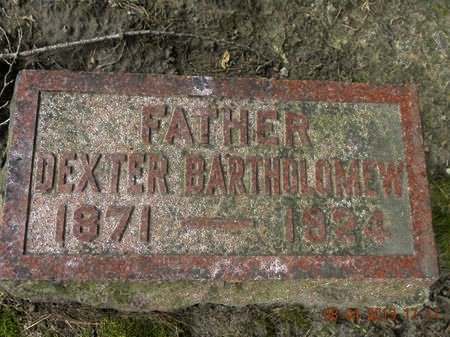 FATHER
DEXTER BARTHOLOMEW
1871 — 1924